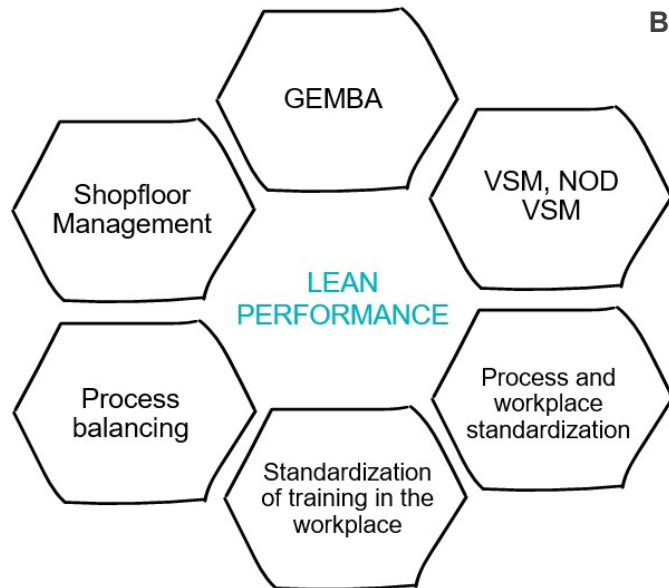 B
GEMBA
Shopfloor
Management
VSM, NOD
VSM
LEAN
PERFORMANCE
Process
balancing
Process and
workplace
standardization
Standardization
of training in the
workplace